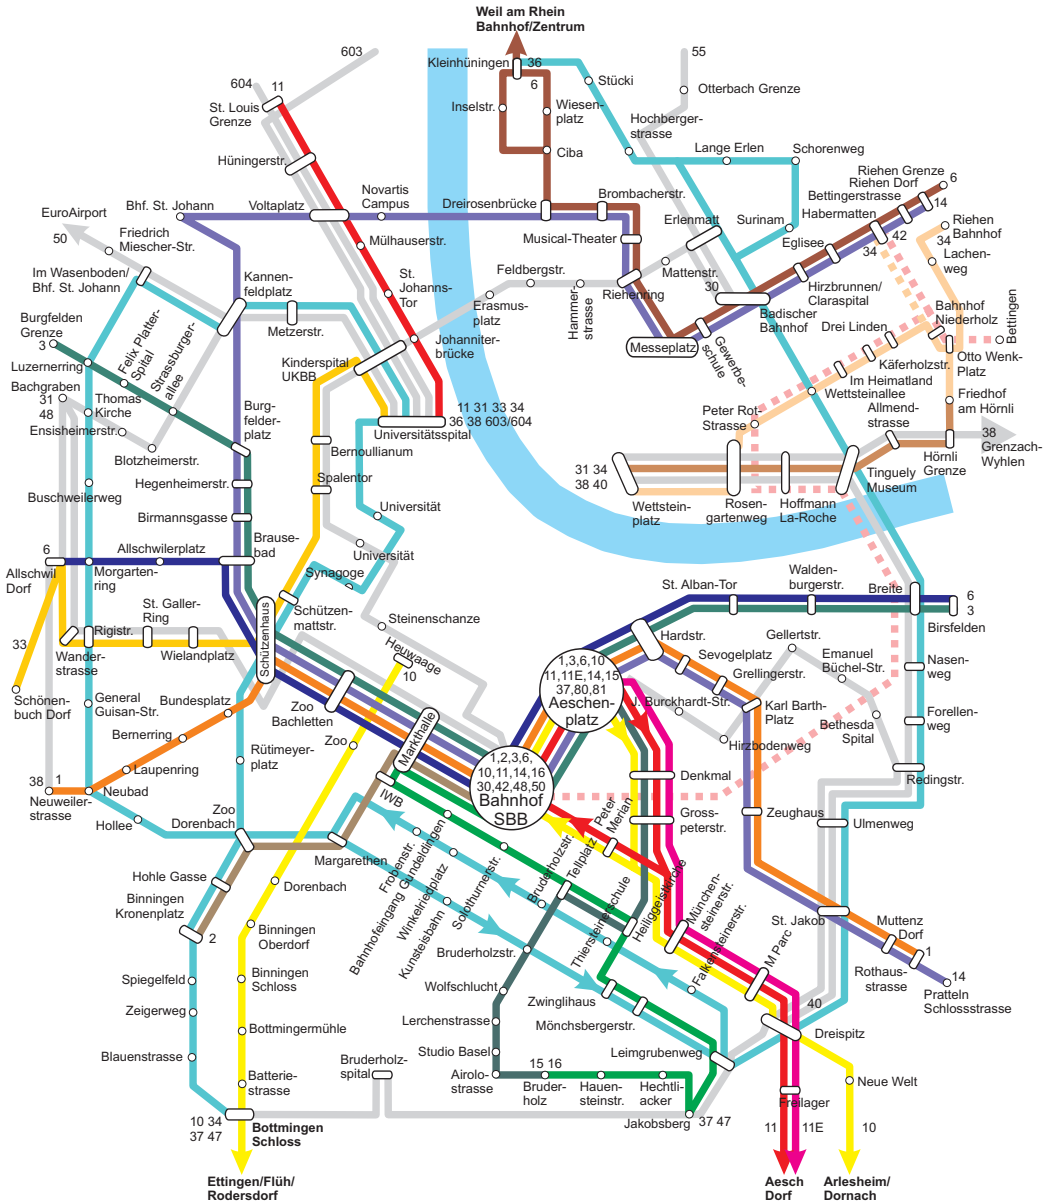 Weil am Rhein
Bahnhof/Zentrum
603
55
Kleinhüningen
36
Stücki
604
11
6
Otterbach Grenze
St. Louis
Grenze
Inselstr.
Wiesen-
platz
Hochberger-
strasse
Hüningerstr.
Ciba
Lange Erlen
Schorenweg
Riehen Grenze
Riehen Dorf
Bettingerstrasse
6
14
Novartis
Campus
Brombacherstr.
EuroAirport
Bhf. St. Johann
Voltaplatz
Dreirosenbrücke
Erlenmatt
Surinam
Habermatten
42
34
Riehen
Bahnhof
34
50
Friedrich
Miescher-Str.
Mülhauserstr.
Musical-Theater
Eglisee
Lachen-
weg
Im Wasenboden/
Bhf. St. Johann
Kannen-
feldplatz
St.
Johanns-
Tor
Feldbergstr.
Mattenstr.
Riehenring
30
Hirzbrunnen/
Claraspital
Burgfelden
Grenze
3
Metzerstr.
Erasmus-
platz
Hammer-
strasse
Badischer
Bahnhof
Bahnhof
Niederholz
Bettingen
Felix Platter-
Spital
Strassburger-
allee
Johanniter-
brücke
Drei Linden
Luzernerring
Kinderspital
UKBB
Messeplatz
Gewerbe-
schule
Käferholzstr.
Otto Wenk-
Platz
Bachgraben
31
48
Im Heimatland
Wettsteinallee
Thomas
Kirche
Burg-
felder-
platz
11 31 33 34
36 38 603/604
Universitätsspital
Peter Rot-
Strasse
Allmend-
strasse
Friedhof
am Hörnli
Ensisheimerstr.
38
Grenzach-
Wyhlen
Blotzheimerstr.
Bernoullianum
Hörnli
Grenze
31 34
38 40
Tinguely
Museum
Buschweilerweg
Hegenheimerstr.
Spalentor
Wettstein-
platz
Rosen-
gartenweg
Hoffmann
La-Roche
Birmannsgasse
Universität
6
Allschwilerplatz
Brause-
bad
Universität
Allschwil
Dorf
Morgarten-
ring
Synagoge
St. Alban-Tor
Walden-
burgerstr.
Breite
6
3
St. Galler-
Ring
Schützenhaus
Schützen-
mattstr.
Steinenschanze
Birsfelden
Rigistr.
33
Wander-
strasse
Wielandplatz
Heuwaage
10
Hardstr.
Gellertstr.
Sevogelplatz
Emanuel
Büchel-Str.
Grellingerstr.
Nasen-
weg
1,3,6,10
11,11E,14,15
37,80,81
Aeschen-
platz
Schönen-
buch Dorf
General
Guisan-Str.
Bundesplatz
Zoo
Bachletten
J. Burckhardt-Str.
Karl Barth-
Platz
Bethesda
Spital
Forellen-
weg
Bernerring
Markthalle
Zoo
Hirzbodenweg
Rütimeyer-
platz
1,2,3,6,
10,11,14,16
30,42,48,50
Bahnhof
SBB
Laupenring
Denkmal
Redingstr.
38
1
Neuweiler-
strasse
Neubad
IWB
Hollee
Zoo
Dorenbach
Peter
Merian
Gross-
peterstr.
Zeughaus
Ulmenweg
Margarethen
Frobenstr.
Bahnhofeingang Gundeldingen
Winkelriedplatz
Kunsteisbahn
Solothurnerstr.
Bruderholzstr.
Tellplatz
Hohle Gasse
Dorenbach
Thiersteinerschule
Heiliggeistkirche
München-
steinerstr.
Falkensteinerstr.
M Parc
St. Jakob
Muttenz
Dorf
1
Binningen
Kronenplatz
2
Binningen
Oberdorf
Bruderholzstr.
Rothaus-
strasse
14
Pratteln
Schlossstrasse
Spiegelfeld
Binningen
Schloss
Wolfschlucht
Zwinglihaus
Zeigerweg
Bottmingermühle
Lerchenstrasse
Mönchsbergerstr.
40
Dreispitz
Blauenstrasse
Bruderholz-
spital
Studio Basel
15 16
Leimgrubenweg
Batterie-
strasse
Airolo-
strasse
Bruder-
holz
Hauen-
steinstr.
Hechtli-
acker
Neue Welt
Freilager
10 34
37 47
Bottmingen
Schloss
Jakobsberg
37 47
11
11E
10
Ettingen/Flüh/
Rodersdorf
Aesch
Dorf
Arlesheim/
Dornach